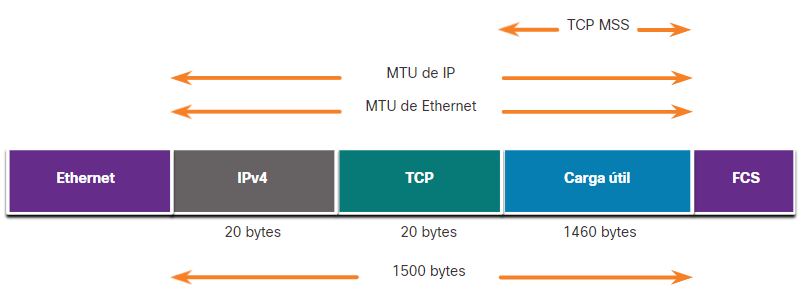 TCP MSS
MTU de IP
MTU de Ethernet
Ethernet
IPv4
TCP
Carga útil
FCS
20 bytes
20 bytes
1460 bytes
1500 bytes